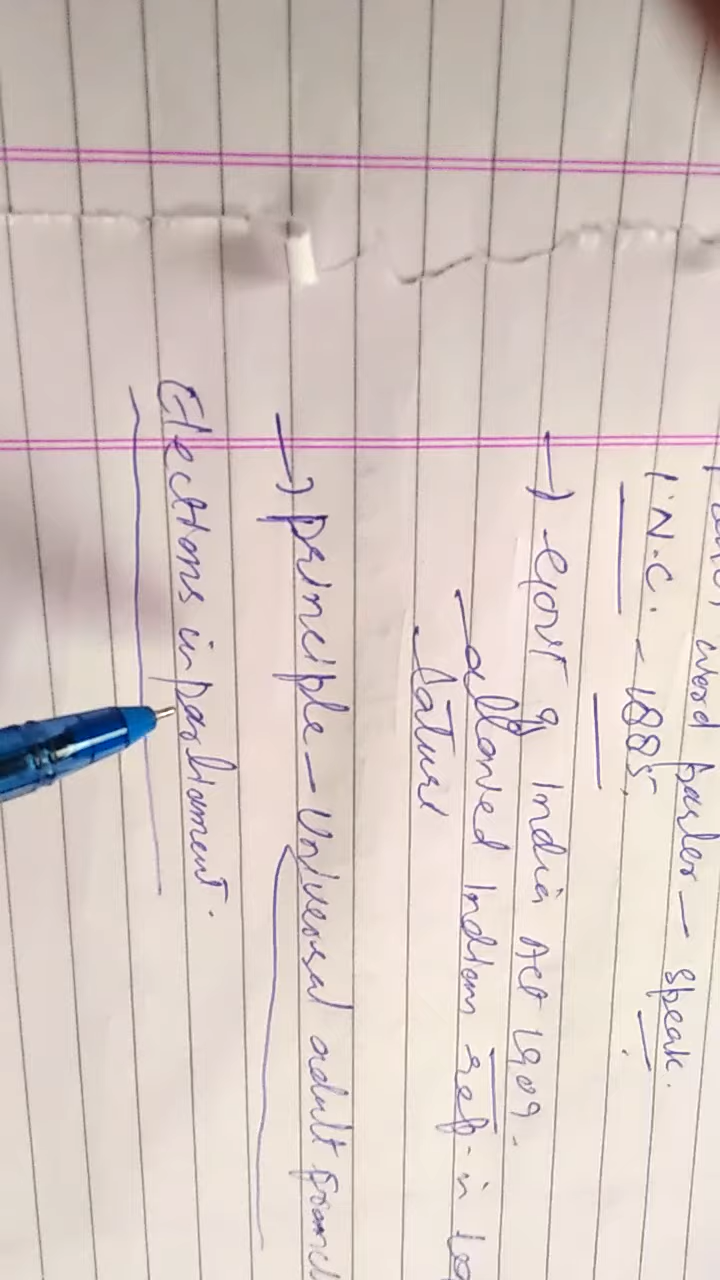 word parler - speak.
I.N.C. - 1885.
→ Govt of India Act 1909.
allowed Indian rep. in
lature
→ principle - Universal adult
Elections in parliament.